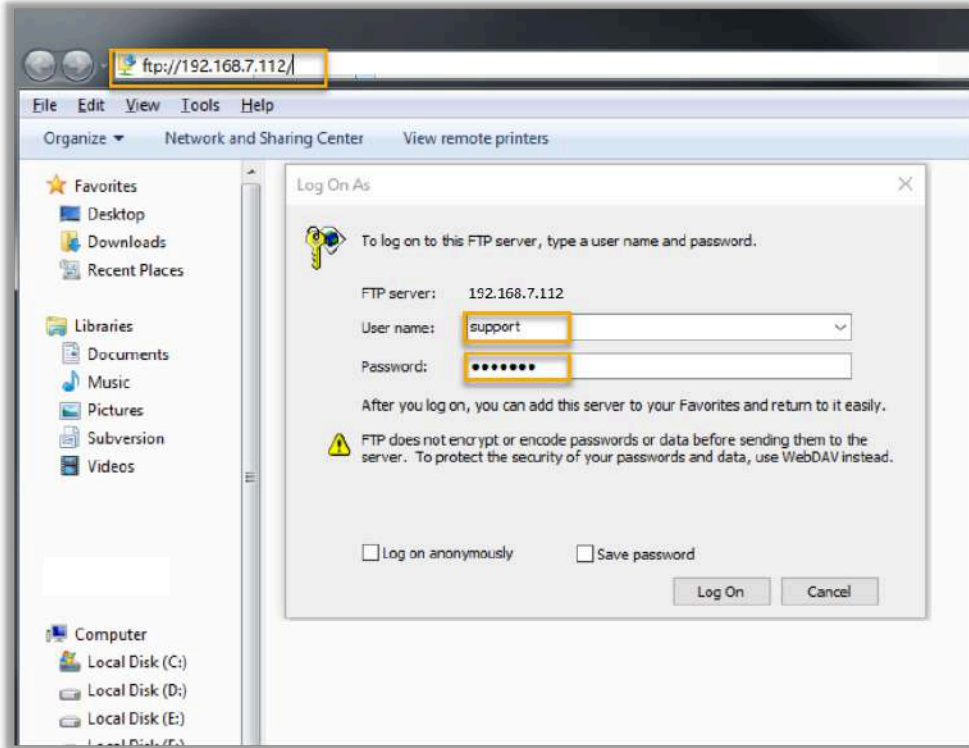 ftp://192.168.7.112/
File Edit View Tools Help
Organize Network and Sharing Center View remote printers
Favorites
Desktop
Downloads
Recent Places
Libraries
Documents
Music
Pictures
Subversion
Videos
Computer
Local Disk (C:)
Local Disk (D:)
Local Disk (E:)
Log On As
To log on to this FTP server, type a user name and password.
FTP server: 192.168.7.112
User name: support
Password: •••••••
After you log on, you can add this server to your Favorites and return to it easily.
FTP does not encrypt or encode passwords or data before sending them to the
server. To protect the security of your passwords and data, use WebDAV instead.
Log on anonymously Save password
Log On Cancel